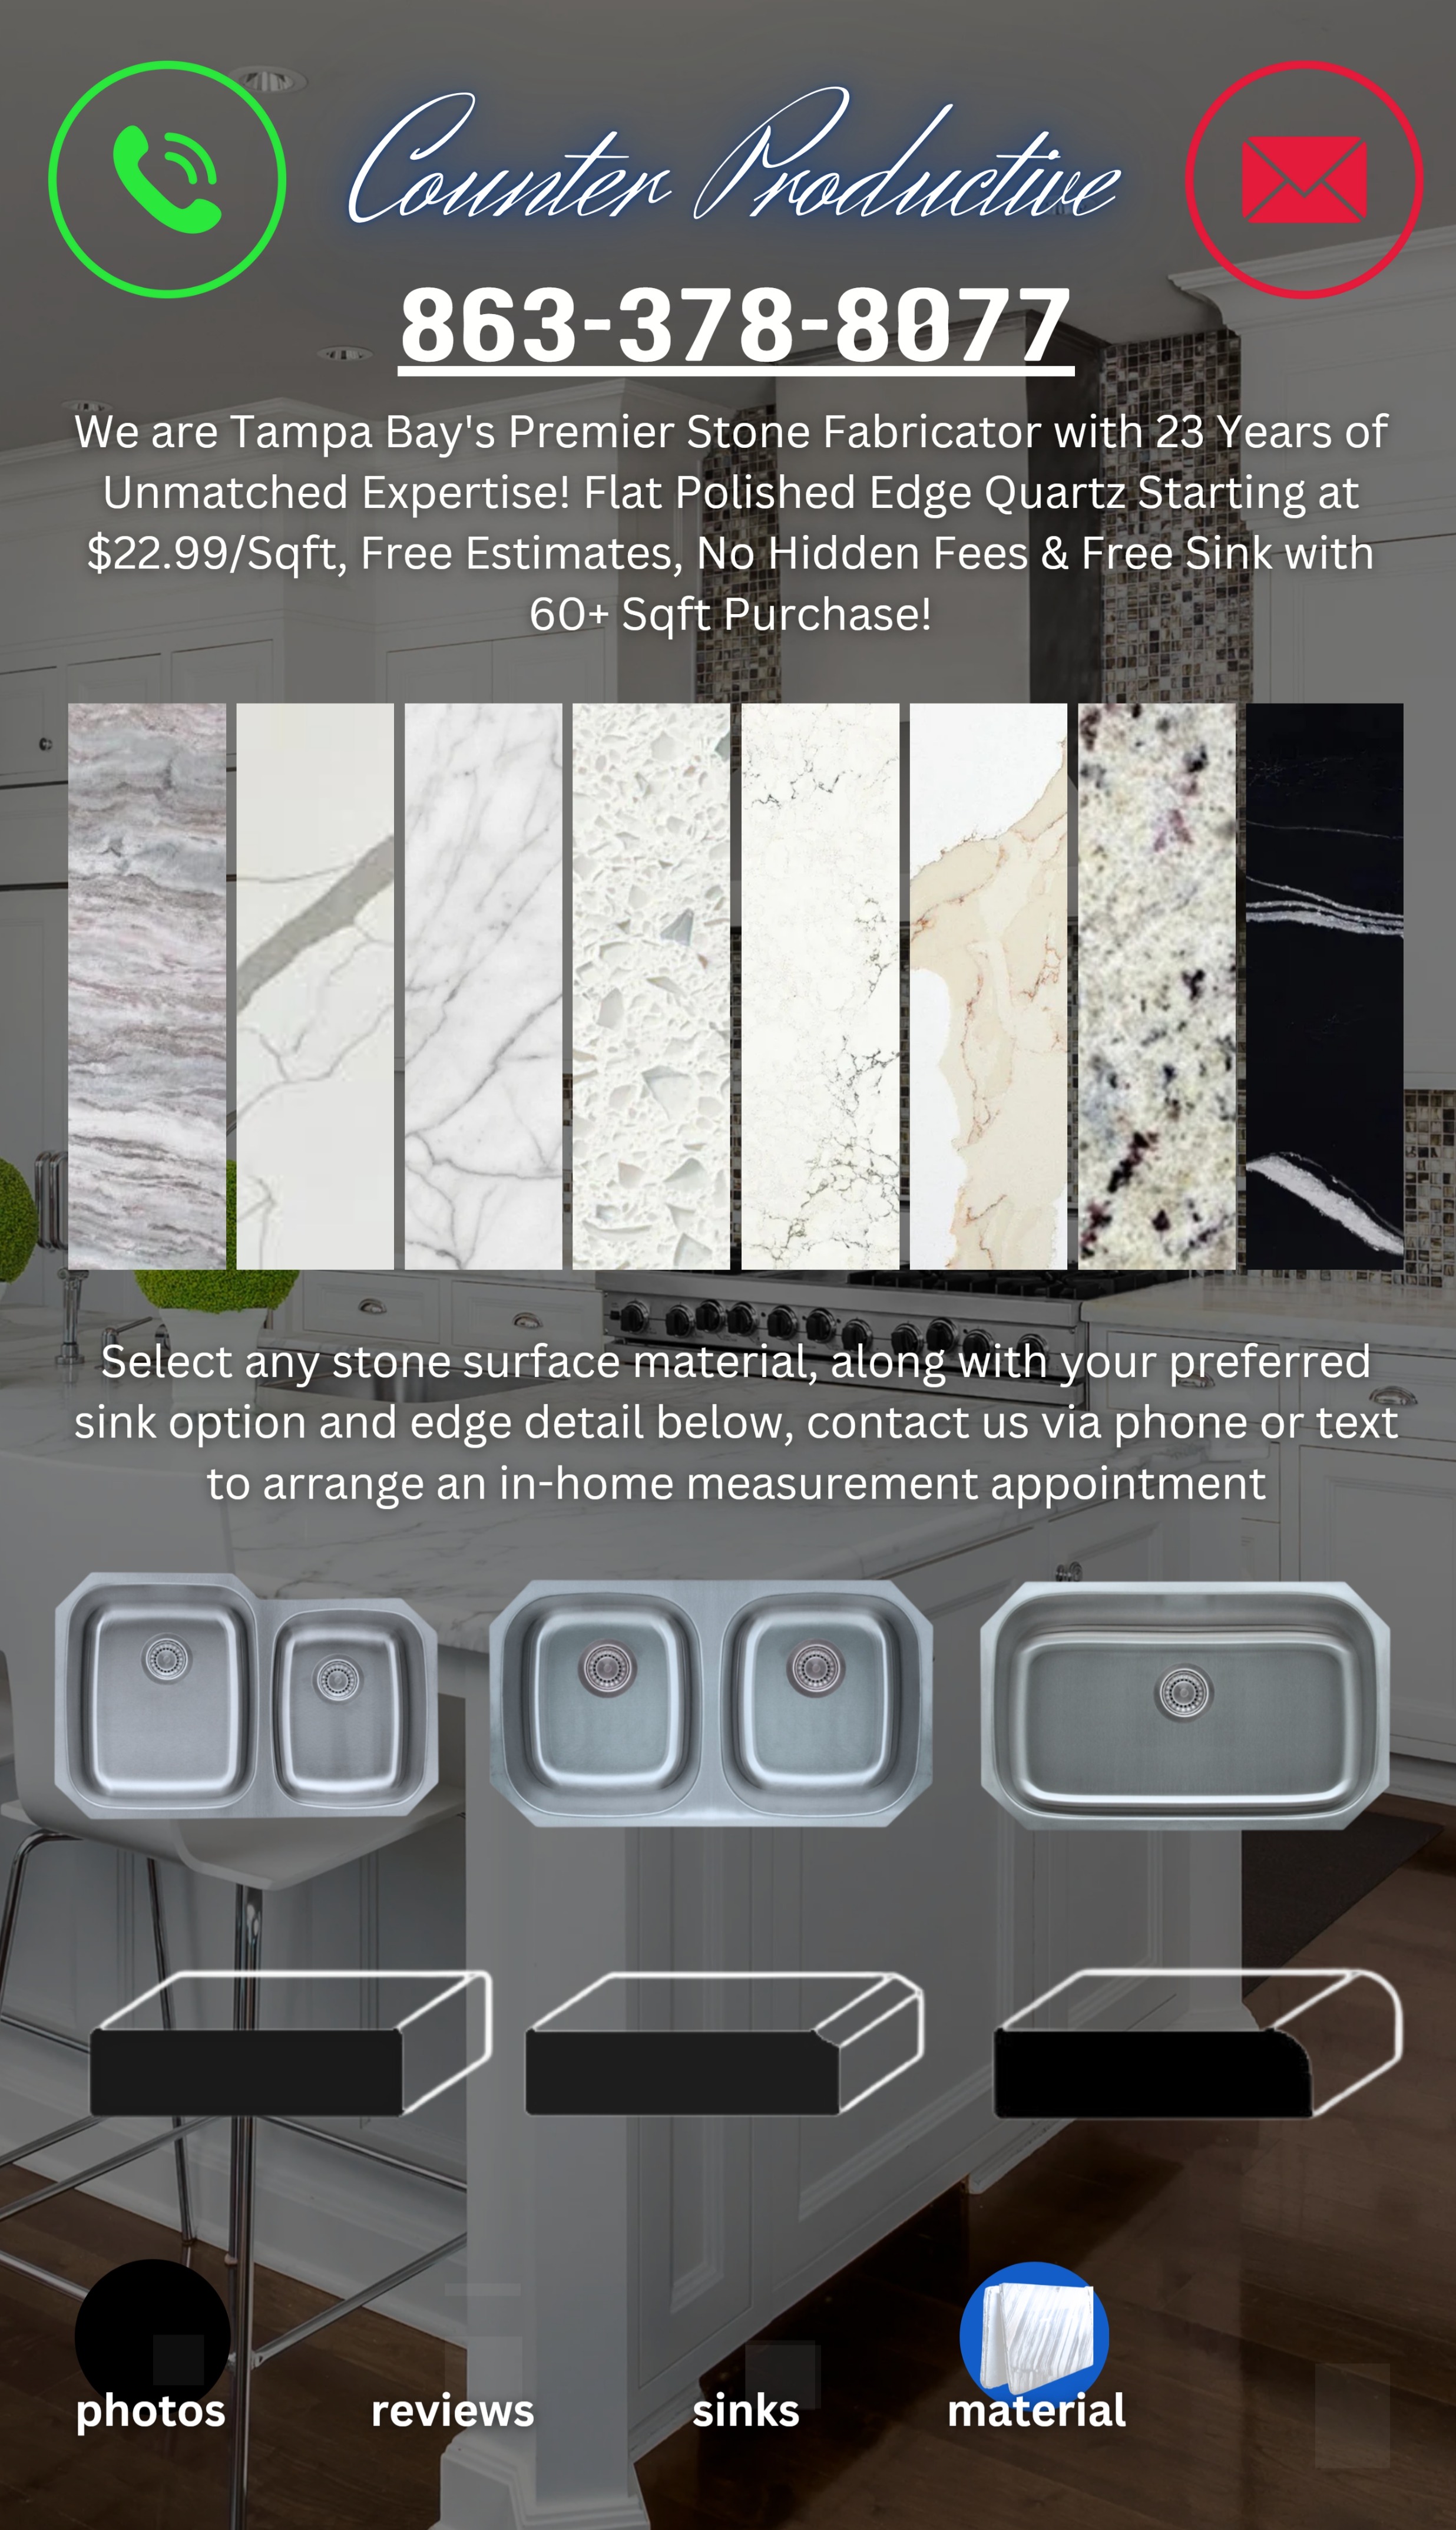 Counter Productive
863-378-8077
We are Tampa Bay's Premier Stone Fabricator with 23 Years of
Unmatched Expertise! Flat Polished Edge Quartz Starting at
$22.99/Sqft, Free Estimates, No Hidden Fees & Free Sink with
60+ Sqft Purchase!
Select any stone surface material, along with your preferred
sink option and edge detail below, contact us via phone or text
to arrange an in-home measurement appointment
photos reviews sinks material